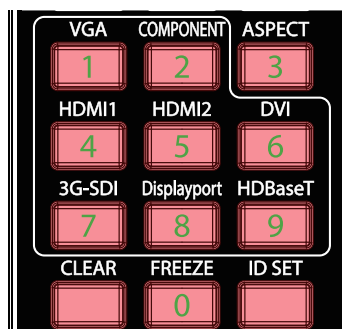 VGA COMPONENT ASPECT
1 2 3
HDMI1 HDMI2 DVI
4 5 6
3G-SDI Displayport HDBaseT
7 8 9
CLEAR FREEZE ID SET
0